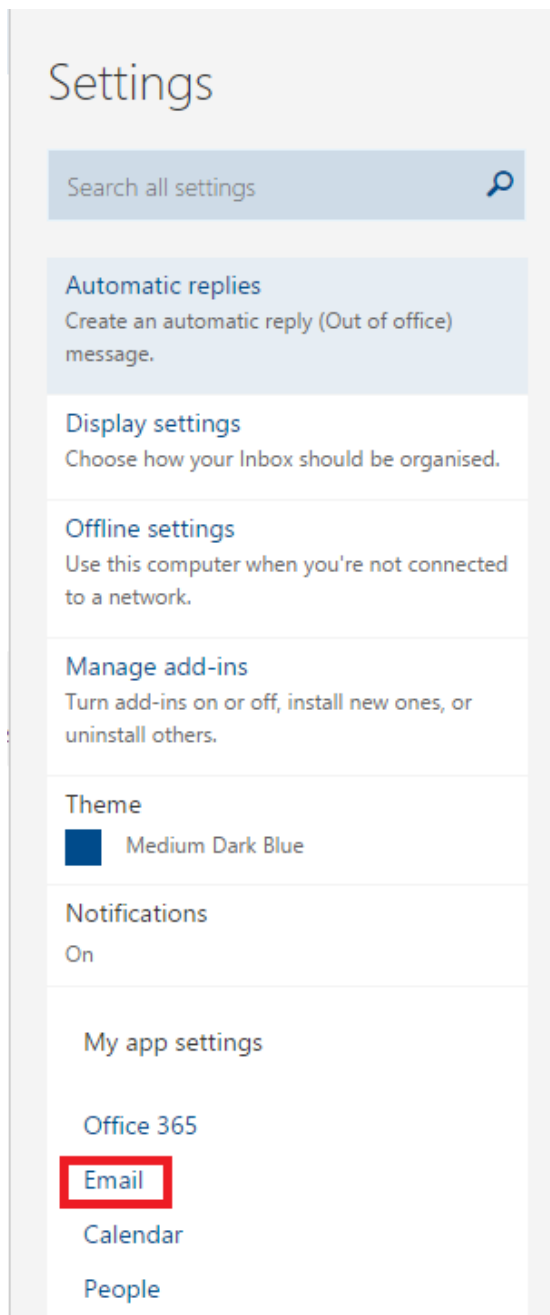 Settings
Search all settings
Automatic replies
Create an automatic reply (Out of office)
message.
Display settings
Choose how your Inbox should be organised.
Offline settings
Use this computer when you're not connected
to a network.
Manage add-ins
Turn add-ins on or off, install new ones, or
uninstall others.
Theme
Medium Dark Blue
Notifications
On
My app settings
Office 365
Email
Calendar
People